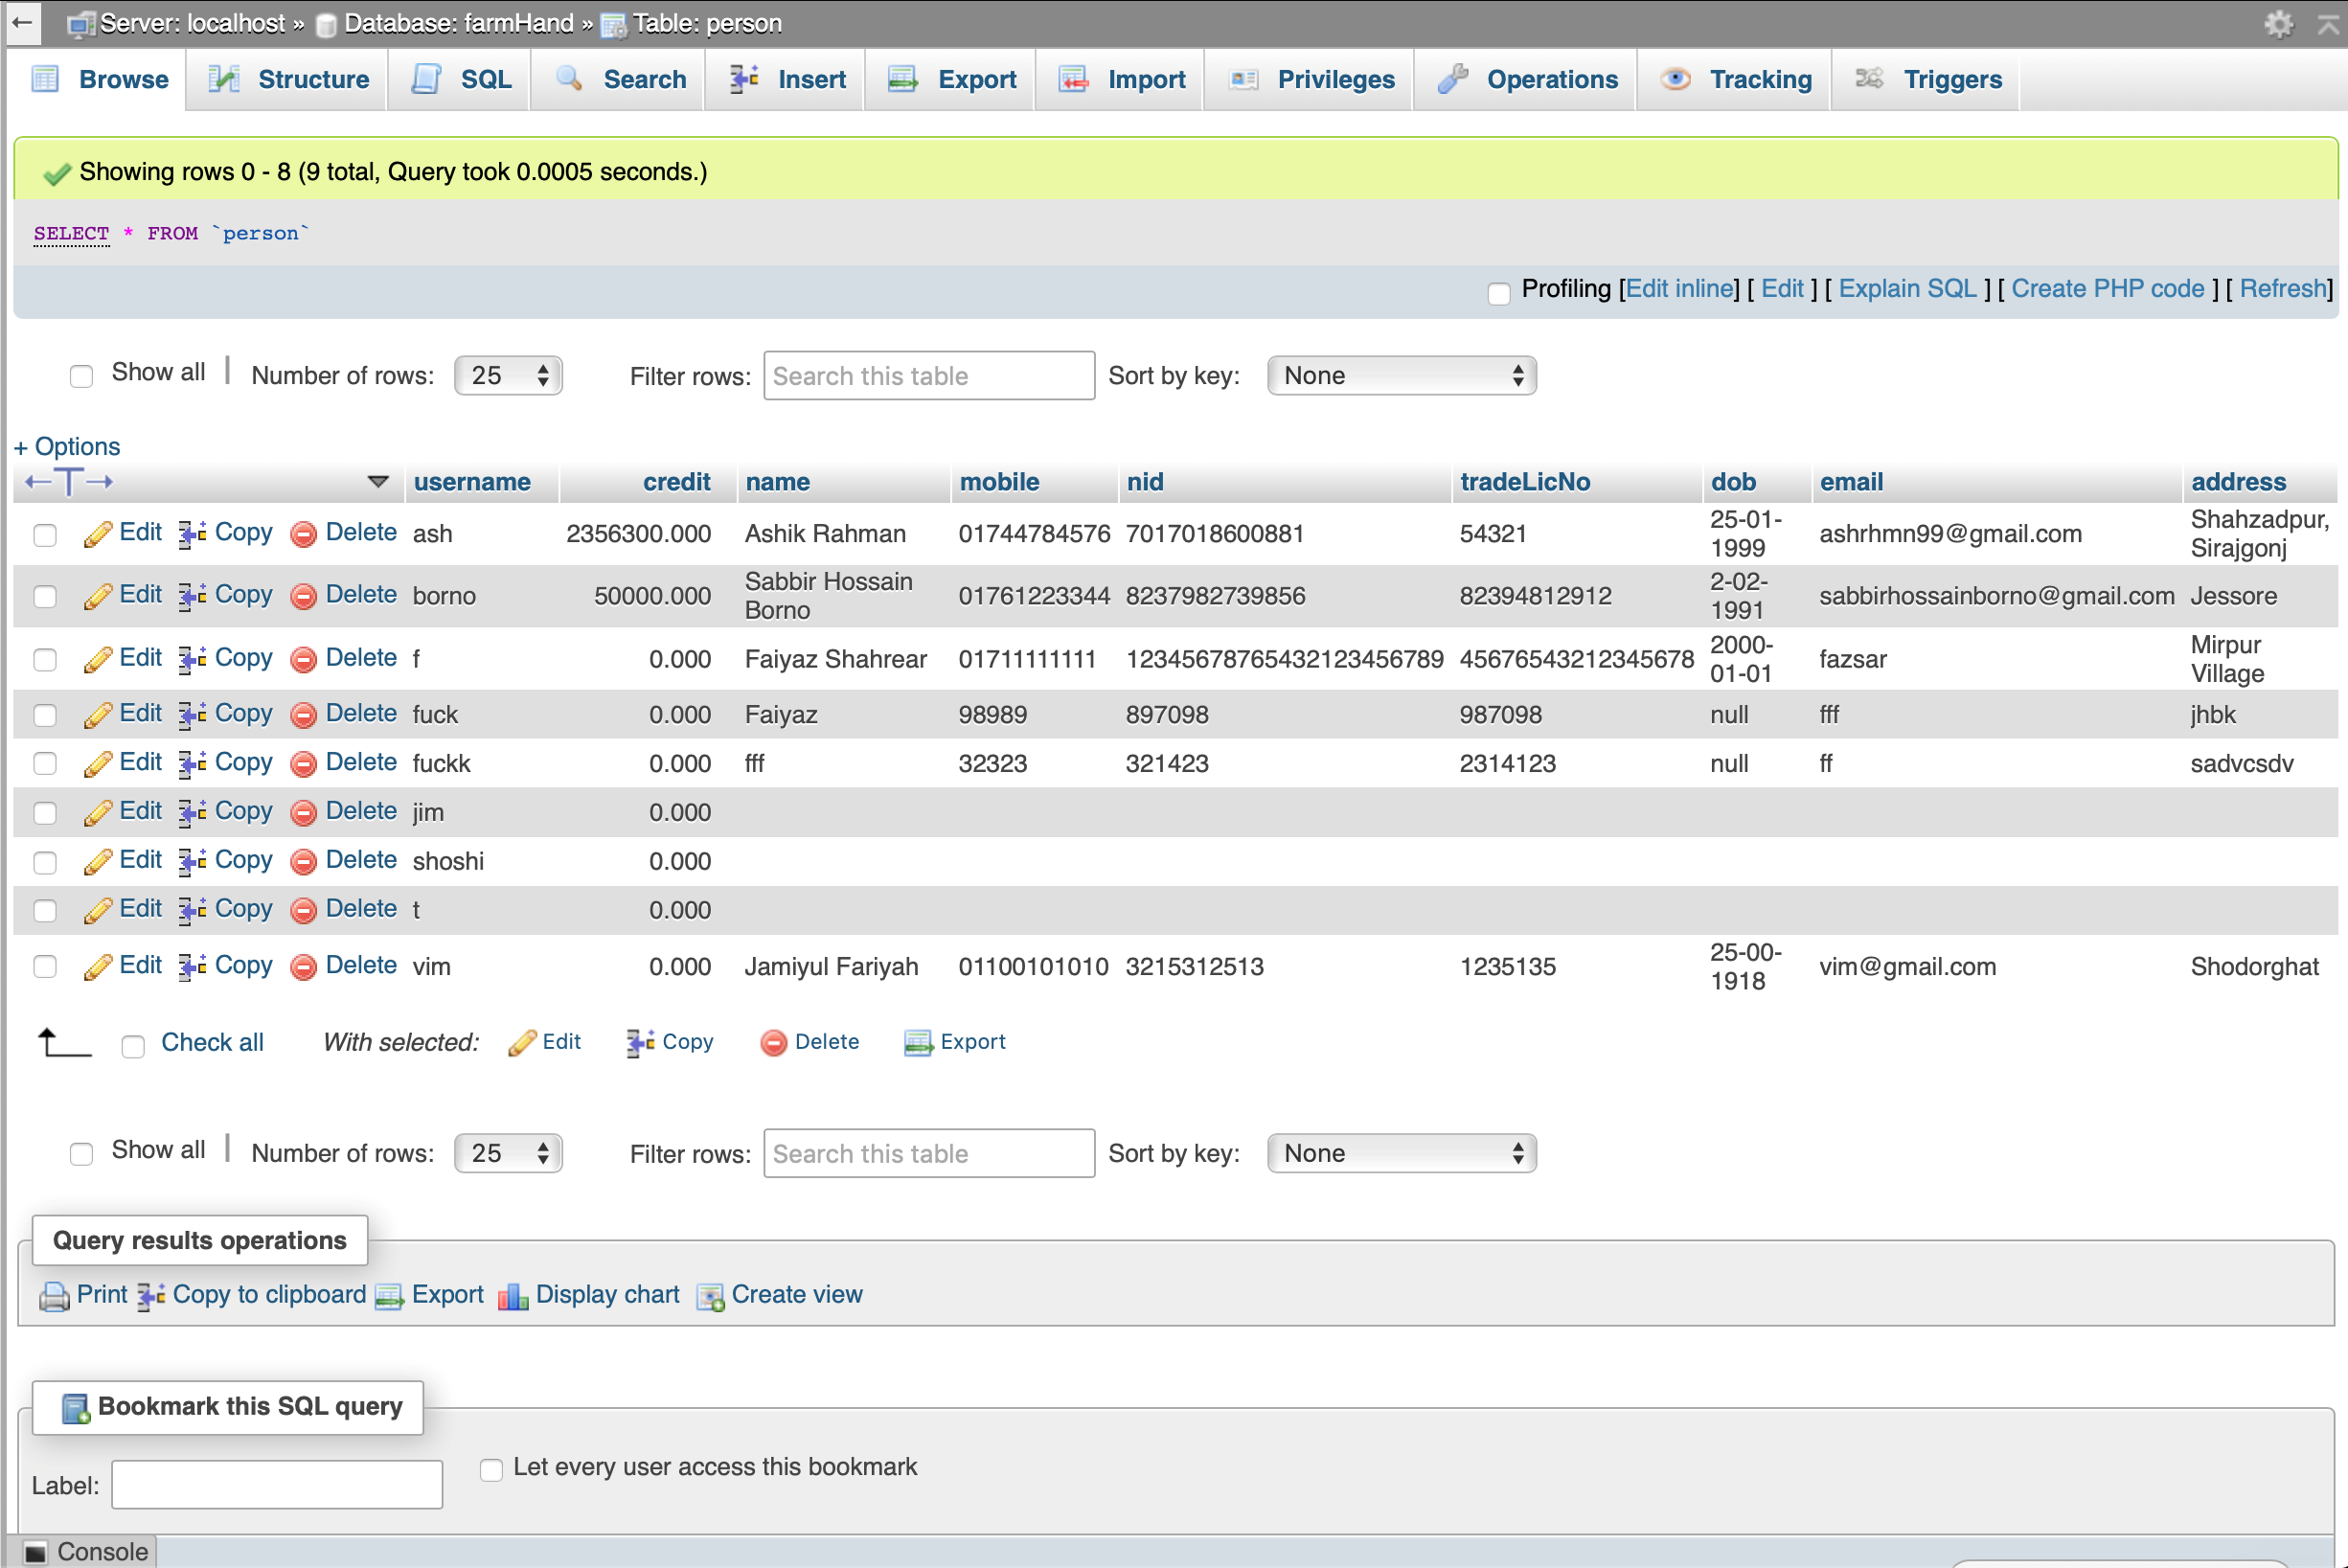 Server: localhost » Database: farmHand » Table: person
Browse Structure SQL Search Insert Export Import Privileges Operations Tracking Triggers
Showing rows 0 - 8 (9 total, Query took 0.0005 seconds.)
SELECT * FROM `person`
Profiling [Edit inline] [ Edit ] [ Explain SQL ] [ Create PHP code ] [ Refresh]
Show all | Number of rows: 25 Filter rows: Search this table Sort by key: None
+ Options
←T→ username credit name mobile nid tradeLicNo dob email address
Edit Copy Delete ash 2356300.000 Ashik Rahman 01744784576 7017018600881 54321 25-01-1999 ashrhmn99@gmail.com Shahzadpur, Sirajgonj
Edit Copy Delete borno 50000.000 Sabbir Hossain Borno 01761223344 8237982739856 82394812912 2-02-1991 sabbirhossainborno@gmail.com Jessore
Edit Copy Delete f 0.000 Faiyaz Shahrear 01711111111 12345678765432123456789 45676543212345678 2000-01-01 fazsar Mirpur Village
Edit Copy Delete fuck 0.000 Faiyaz 98989 897098 987098 null fff jhbk
Edit Copy Delete fuckk 0.000 fff 32323 321423 2314123 null ff sadvcsdv
Edit Copy Delete jim 0.000
Edit Copy Delete shoshi 0.000
Edit Copy Delete t 0.000
Edit Copy Delete vim 0.000 Jamiyul Fariyah 01100101010 3215312513 1235135 25-00-1918 vim@gmail.com Shodorghat
Check all With selected: Edit Copy Delete Export
Show all | Number of rows: 25 Filter rows: Search this table Sort by key: None
Query results operations
Print Copy to clipboard Export Display chart Create view
Bookmark this SQL query
Label: Let every user access this bookmark
Console